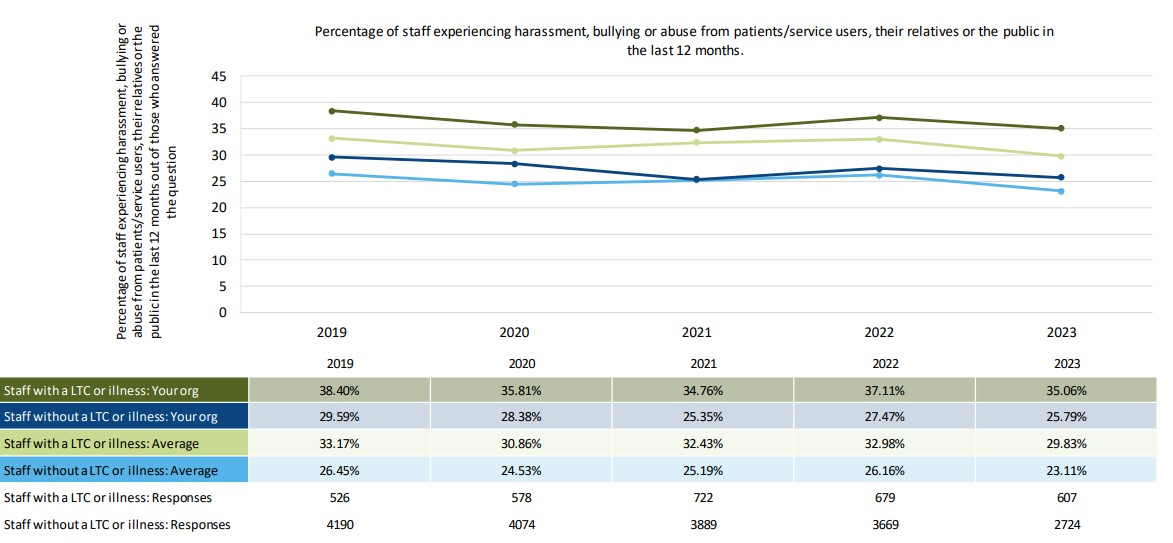 Percentage of staff experiencing harassment, bullying or abuse from patients/service users, their relatives or the public in
the last 12 months.
Percentage of staff experiencing harassment, bullying or
abuse from patients/service users, their relatives or the
public in the last 12 months out of those who answered
the question
45
40
35
30
25
20
15
10
5
0
2019 2020 2021 2022 2023
2019 2020 2021 2022 2023
Staff with a LTC or illness: Your org 38.40% 35.81% 34.76% 37.11% 35.06%
Staff without a LTC or illness: Your org 29.59% 28.38% 25.35% 27.47% 25.79%
Staff with a LTC or illness: Average 33.17% 30.86% 32.43% 32.98% 29.83%
Staff without a LTC or illness: Average 26.45% 24.53% 25.19% 26.16% 23.11%
Staff with a LTC or illness: Responses 526 578 722 679 607
Staff without a LTC or illness: Responses 4190 4074 3889 3669 2724